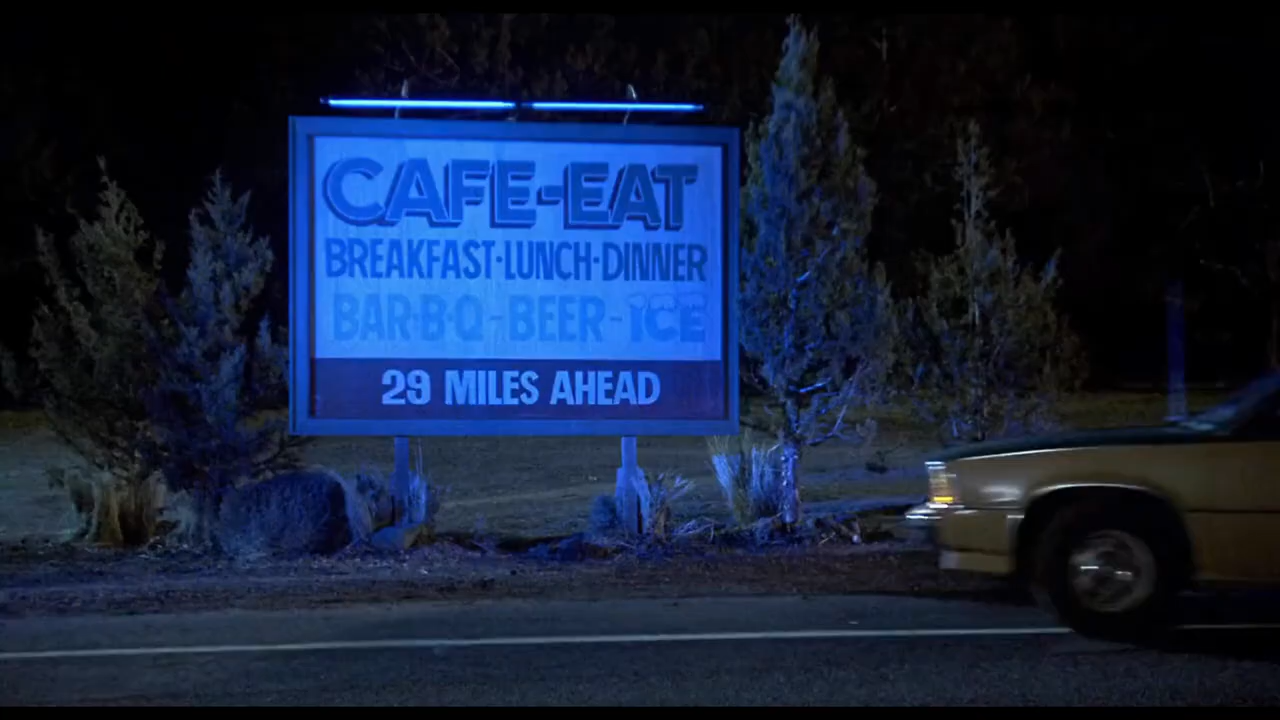 CAFE-EAT
BREAKFAST·LUNCH·DINNER
BAR·B·Q-BEER-ICE
29 MILES AHEAD